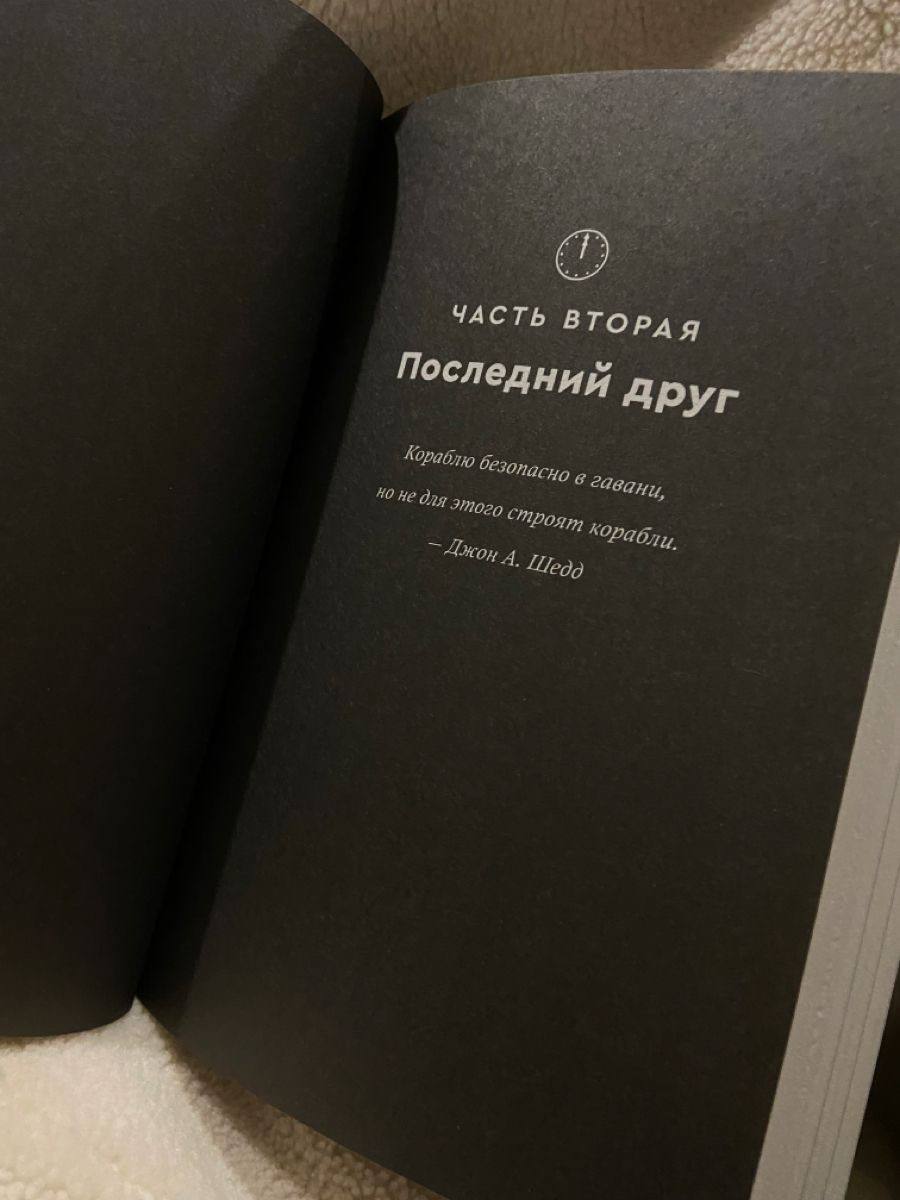 ЧАСТЬ ВТОРАЯ
Последний друг
Кораблю безопасно в гавани,
но не для этого строят корабли.
– Джон А. Шедд